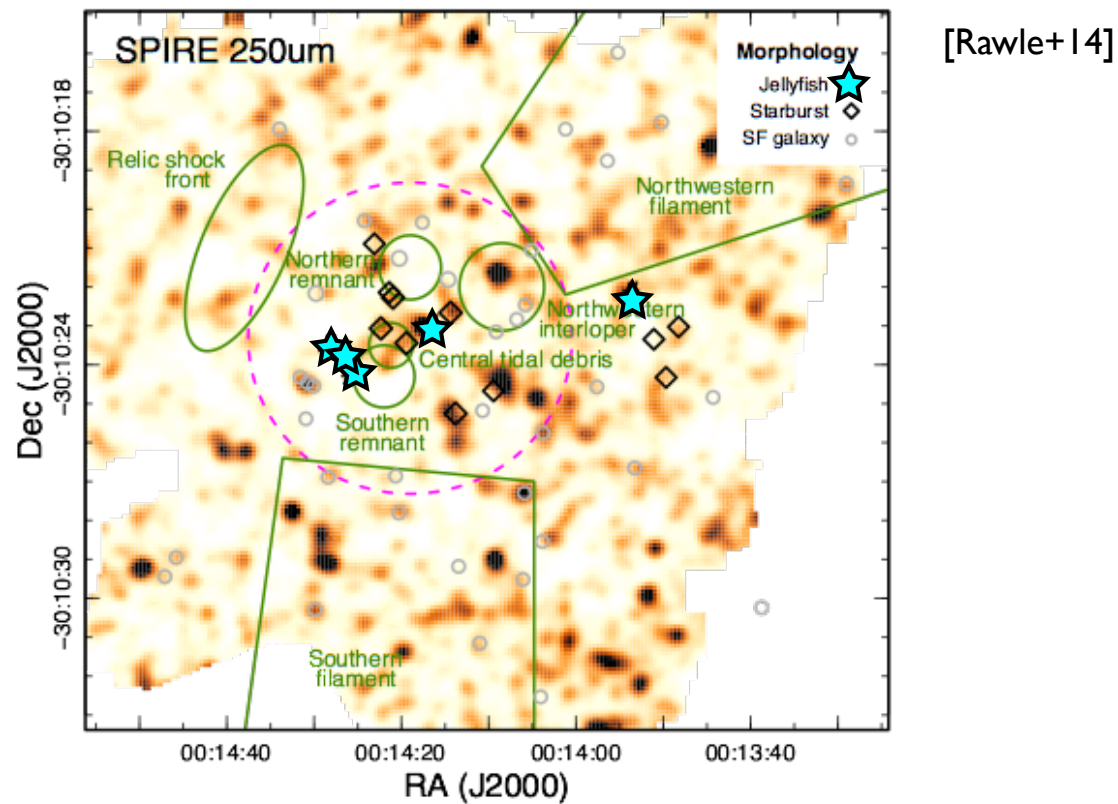 SPIRE 250um
[Rawle+14]
Morphology
Jellyfish
Starburst
SF galaxy
Relic shock
front
Northwestern
filament
Northern
remnant
Northwestern
interloper
Central tidal debris
Southern
remnant
Southern
filament
Dec (J2000)
−30:10:18
−30:10:24
−30:10:30
00:14:40
00:14:20
00:14:00
00:13:40
RA (J2000)